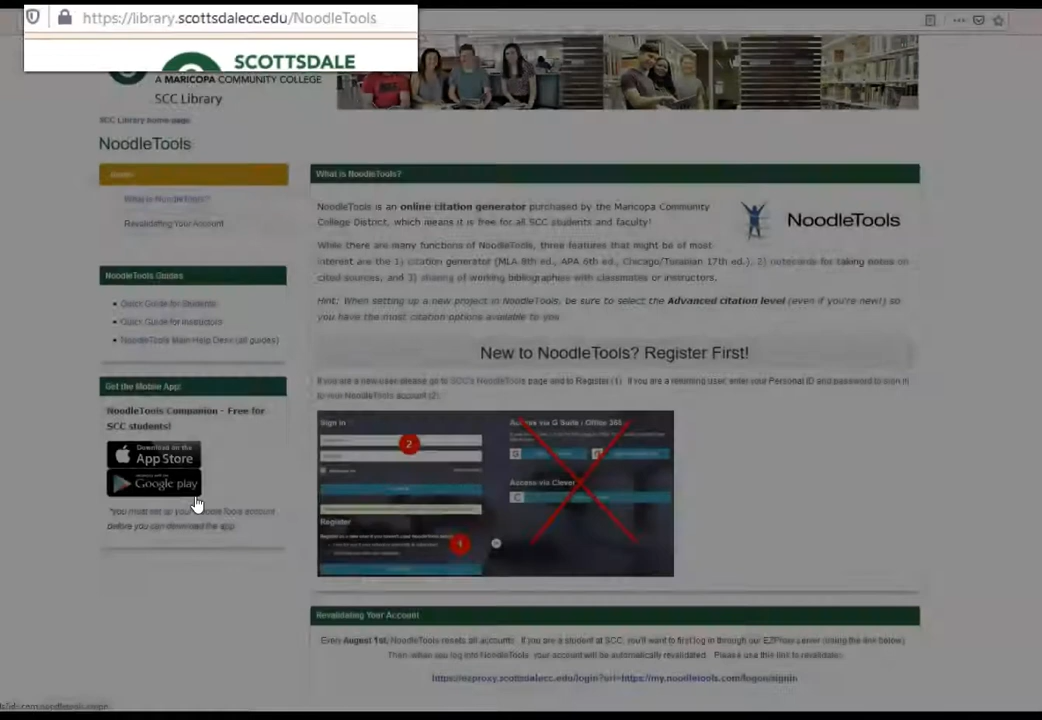 https://library.scottsdalecc.edu/NoodleTools
SCOTTSDALE
A MARICOPA COMMUNITY COLLEGE
SCC Library
SCC Library home page
NoodleTools
Home
What is NoodleTools?
Revalidating Your Account
NoodleTools Guides
Quick Guide for Students
Quick Guide for Instructors
NoodleTools Main Help Desk (all guides)
Get the Mobile App
NoodleTools Companion - Free for
SCC students!
Download on the
App Store
Google play
*You must set up your NoodleTools account
before you can download the app
What is NoodleTools?
NoodleTools is an online citation generator purchased by the Maricopa Community
College District, which means it is free for all SCC students and faculty!
NoodleTools
While there are many functions of NoodleTools, three features that might be of most
interest are the 1) citation generator (MLA 8th ed., APA 6th ed., Chicago/Turabian 17th ed.), 2) notecards for taking notes on
cited sources, and 3) sharing of working bibliographies with classmates or instructors.
Hint: When setting up a new project in NoodleTools, be sure to select the Advanced citation level (even if you're new!) so
you have the most citation options available to you
New to NoodleTools? Register First!
If you are a new user please go to SCC's NoodleTools page and to Register (1). If you are a returning user, enter your Personal ID and password to sign in
to your NoodleTools account (2).
Sign in
2
Register
1
Access via G Suite / Office 365
G
Access via Clever
C
Revalidating Your Account
Every August 1st, NoodleTools resets all accounts. If you are a student at SCC, you'll want to first log in through our EZProxy server (using the link below)
Then when you log into NoodleTools, your account will be automatically revalidated. Please use this link to revalidate:
https://ezproxy.scottsdalecc.edu/login?url=https://my.noodletools.com/logon/signin